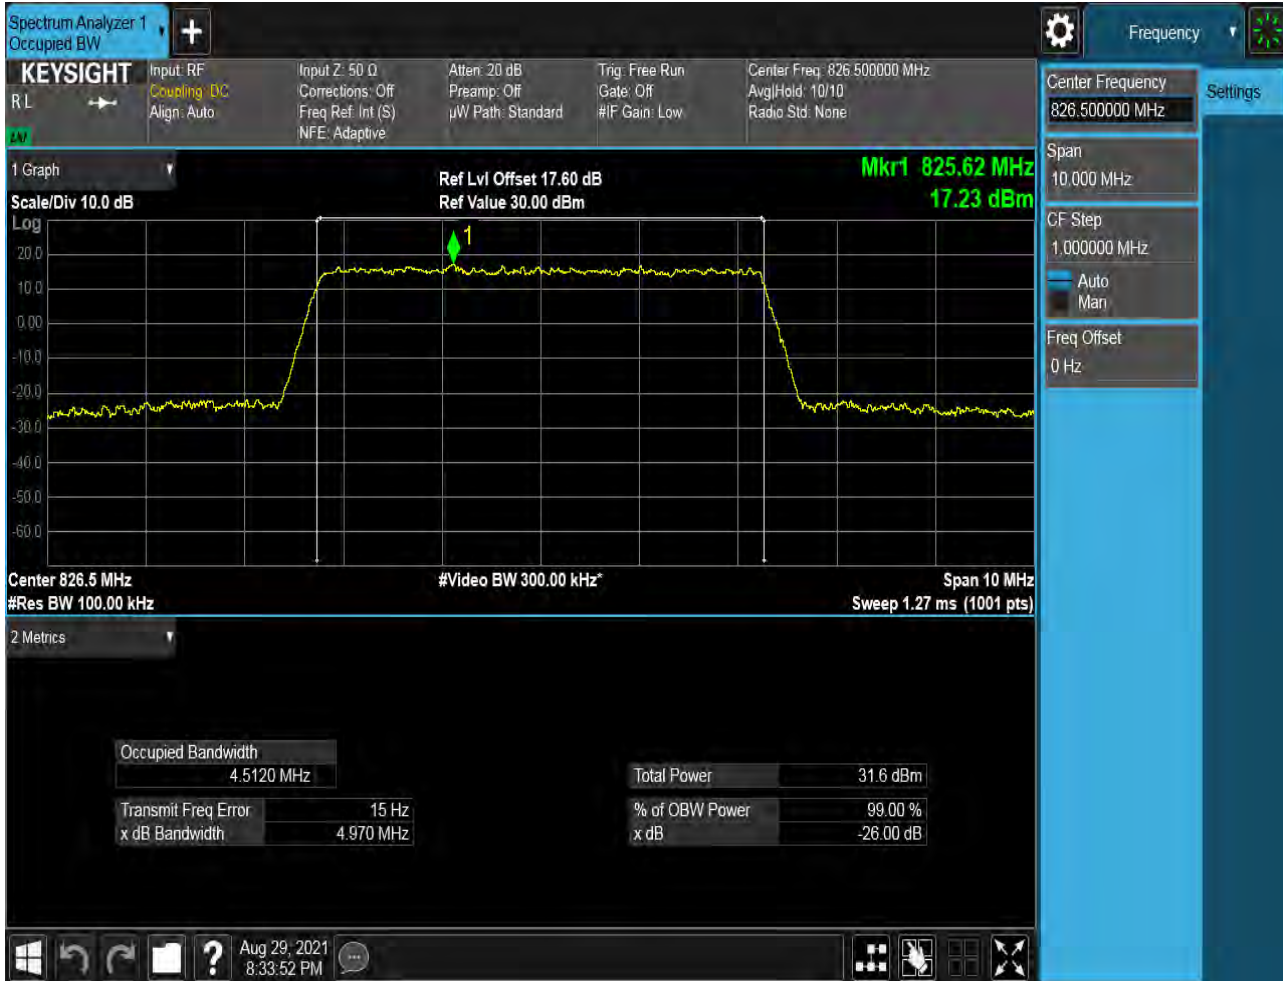 Spectrum Analyzer 1
Occupied BW
Frequency
KEYSIGHT
R L
Input: RF
Coupling: DC
Align: Auto
Input Z: 50 Ω
Corrections: Off
Freq Ref: Int (S)
NFE: Adaptive
Atten: 20 dB
Preamp: Off
µW Path: Standard
Trig: Free Run
Gate: Off
#IF Gain: Low
Center Freq: 826.500000 MHz
Avg|Hold: 10/10
Radio Std: None
Center Frequency
826.500000 MHz
Settings
Span
10.000 MHz
CF Step
1.000000 MHz
Auto
Man
Freq Offset
0 Hz
1 Graph
Scale/Div 10.0 dB
Ref Lvl Offset 17.60 dB
Ref Value 30.00 dBm
Mkr1 825.62 MHz
17.23 dBm
Log
1
20.0
10.0
0.00
-10.0
-20.0
-30.0
-40.0
-50.0
-60.0
Center 826.5 MHz
#Video BW 300.00 kHz*
Span 10 MHz
#Res BW 100.00 kHz
Sweep 1.27 ms (1001 pts)
2 Metrics
Occupied Bandwidth
4.5120 MHz
Total Power 31.6 dBm
Transmit Freq Error 15 Hz
% of OBW Power 99.00 %
x dB Bandwidth 4.970 MHz
x dB -26.00 dB
?
Aug 29, 2021
8:33:52 PM